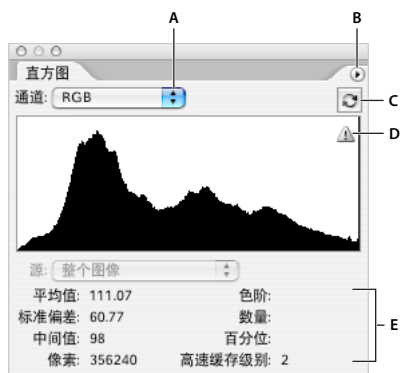 A
B
直方图
通道: RGB
C
D
源: 整个图像
平均值: 111.07 色阶:
标准偏差: 60.77 数量:
E
中间值: 98 百分位:
像素: 356240 高速缓存级别: 2